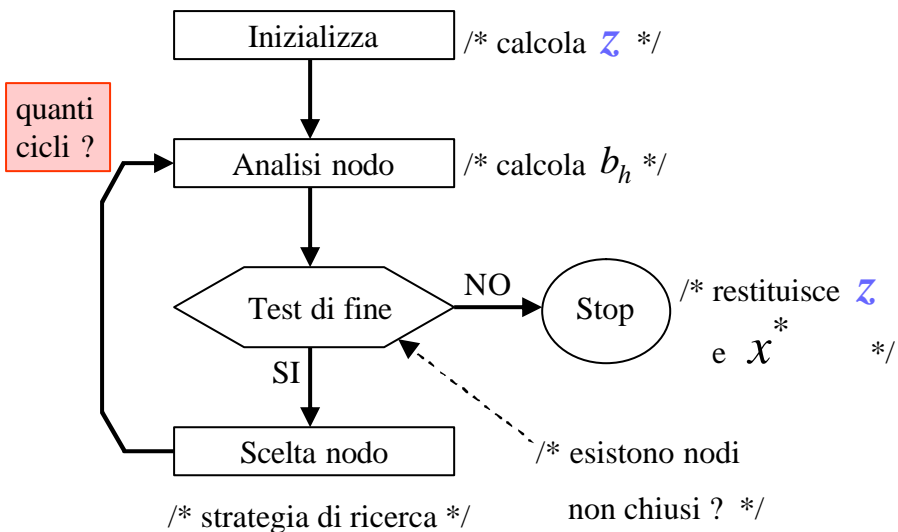 Inizializza
/* calcola z */
quanti
cicli ?
Analisi nodo
/* calcola b_h */
Test di fine
NO
Stop
/* restituisce z
e x* */
SI
Scelta nodo
/* esistono nodi
non chiusi ? */
/* strategia di ricerca */